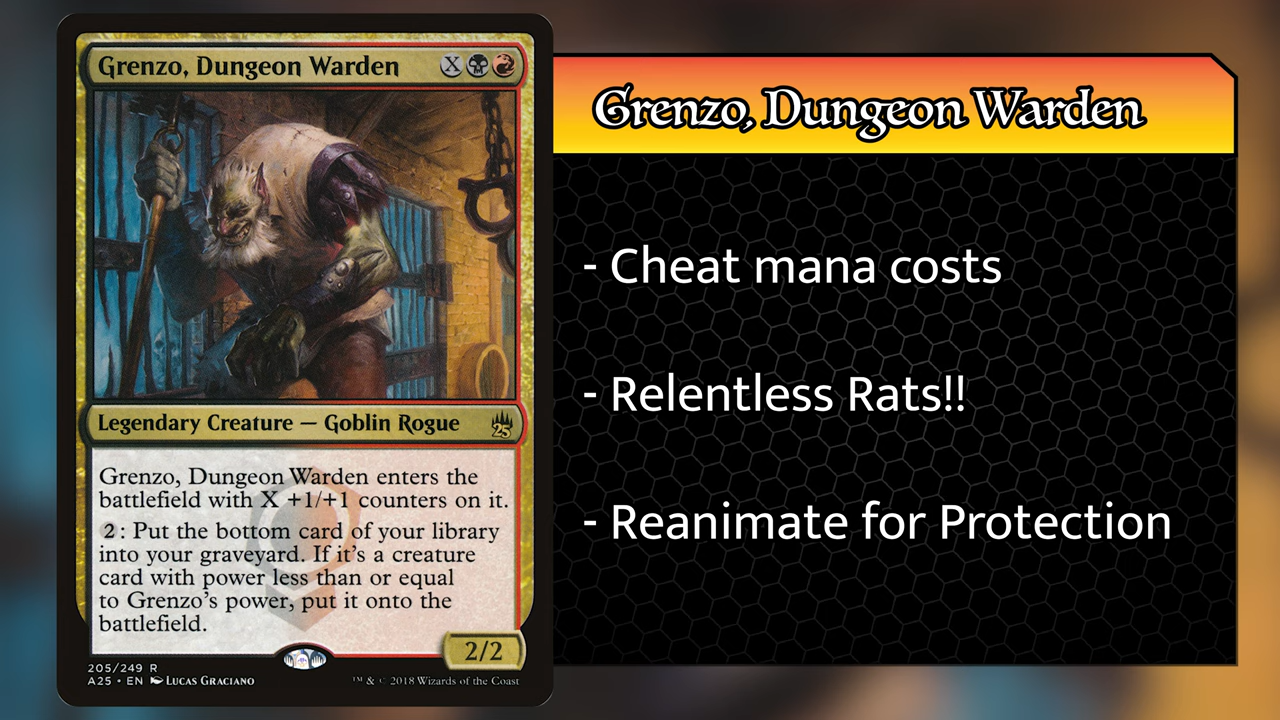 Grenzo, Dungeon Warden X
Legendary Creature — Goblin Rogue
25
Grenzo, Dungeon Warden enters the
battlefield with X +1/+1 counters on it.
2: Put the bottom card of your library
into your graveyard. If it's a creature
card with power less than or equal
to Grenzo's power, put it onto the
battlefield.
2/2
205/249 R
A25 • EN Lucas Graciano
™ & © 2018 Wizards of the Coast
Grenzo, Dungeon Warden
- Cheat mana costs
- Relentless Rats!!
- Reanimate for Protection